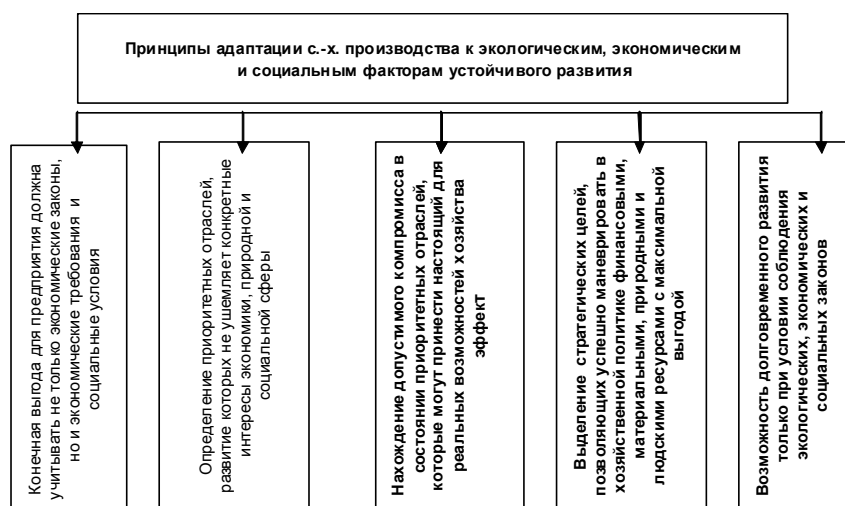 Принципы адаптации с.-х. производства к экологическим, экономическим
и социальным факторам устойчивого развития
Конечная выгода для предприятия должна
учитывать не только экономические законы,
но и экономические требования и
социальные условия
Определение приоритетных отраслей,
развитие которых не ущемляет конкретные
интересы экономики, природной и
социальной сферы
Нахождение допустимого компромисса в
состоянии приоритетных отраслей,
которые могут принести настоящий для
реальных возможностей хозяйства
эффект
Выделение стратегических целей,
позволяющих успешно маневрировать в
хозяйственной политике финансовыми,
материальными, природными и
людскими ресурсами с максимальной
выгодой
Возможность долговременного развития
только при условии соблюдения
экологических, экономических и
социальных законов